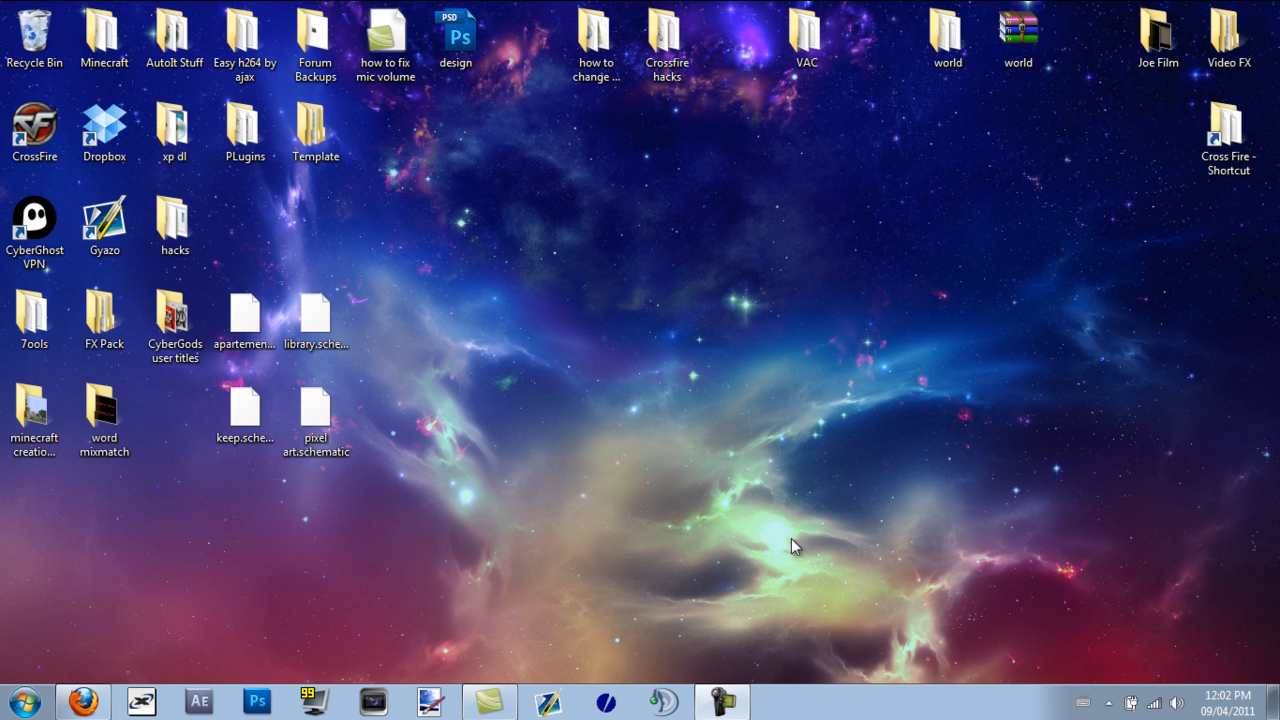 Recycle Bin
Minecraft
AutoIt Stuff
Easy h264 by
ajax
Forum
Backups
how to fix
mic volume
PSD
Ps
design
how to
change ...
Crossfire
hacks
VAC
world
world
Joe Film
Video FX
CF
CrossFire
Dropbox
xp dl
PLugins
Template
Cross Fire -
Shortcut
CyberGhost
VPN
Gyazo
hacks
7ools
FX Pack
CyberGods
user titles
apartemen...
library.sche...
minecraft
creatio...
word
mixmatch
keep.sche...
pixel
art.schematic
AE
Ps
99
12:02 PM
09/04/2011